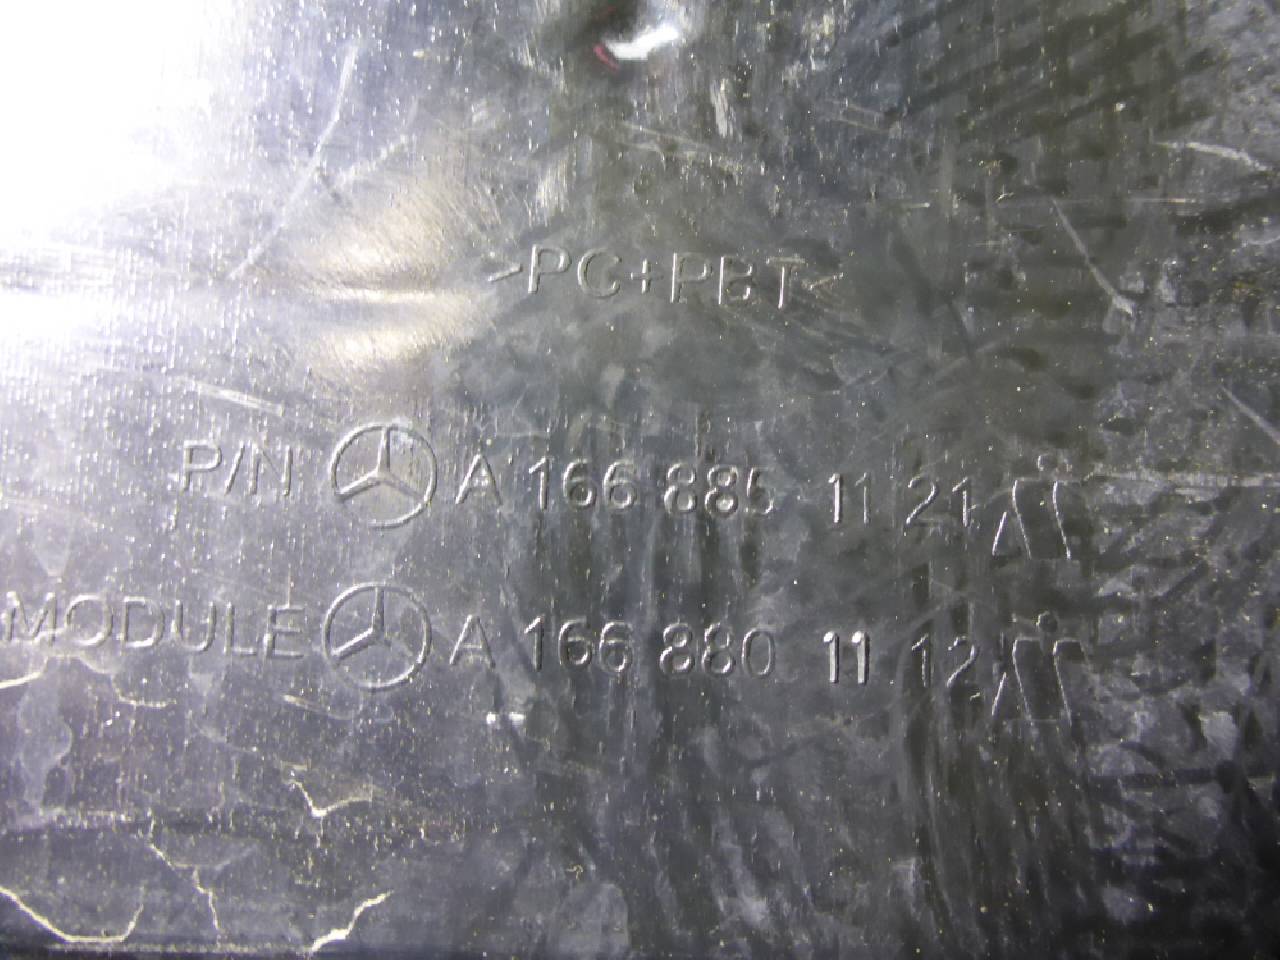 >PC+PBT<
P/N A 166 885 11 21
MODULE A 166 880 11 12